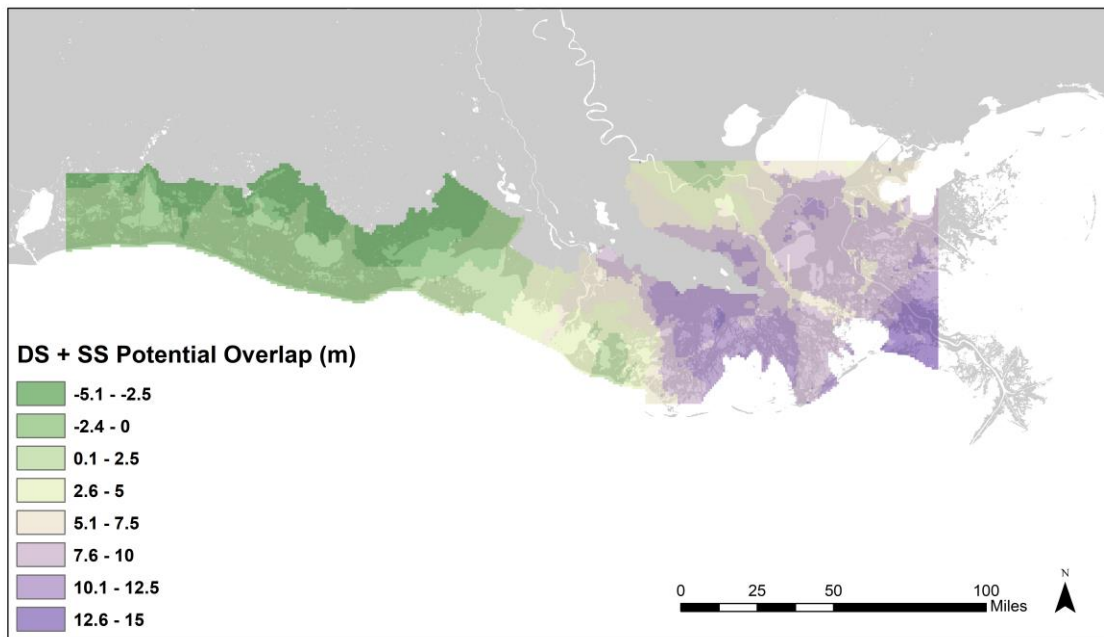 DS + SS Potential Overlap (m)
-5.1 - -2.5
-2.4 - 0
0.1 - 2.5
2.6 - 5
5.1 - 7.5
7.6 - 10
10.1 - 12.5
12.6 - 15
0 25 50 100
Miles
N